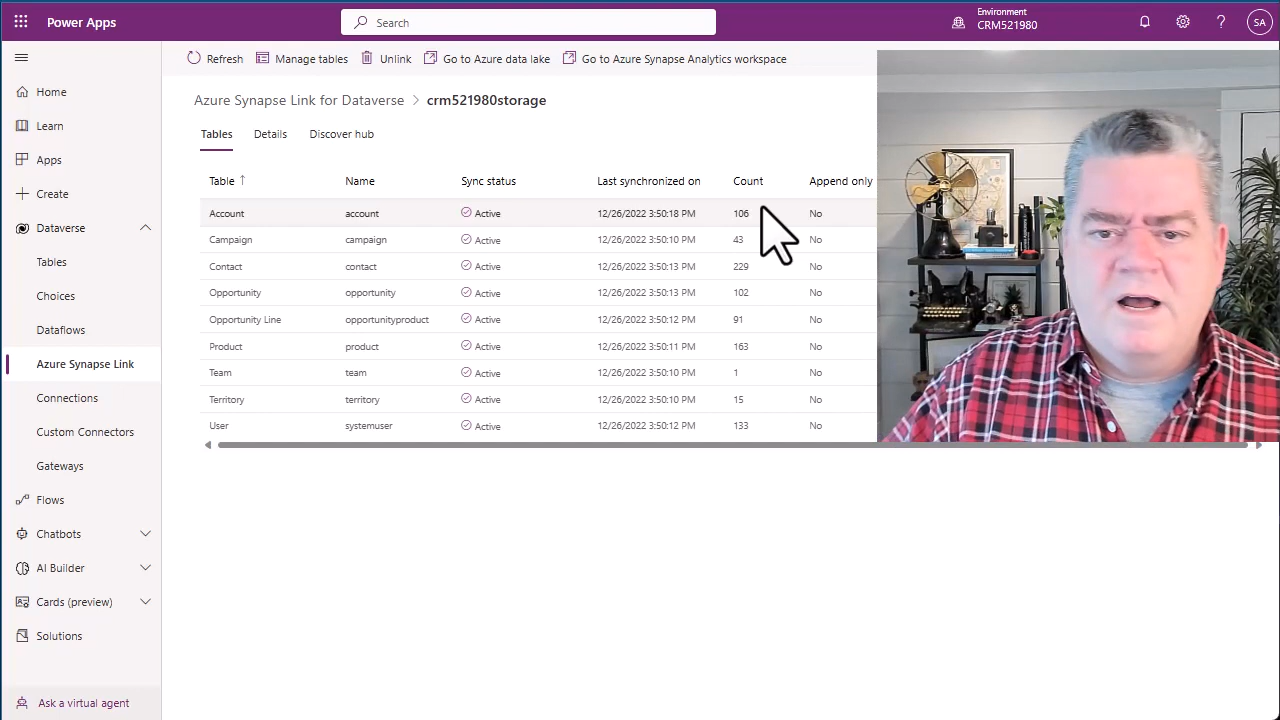 Power Apps
Search
Environment
CRM521980
SA
Refresh
Manage tables
Unlink
Go to Azure data lake
Go to Azure Synapse Analytics workspace
Home
Learn
Apps
Create
Dataverse
Tables
Choices
Dataflows
Azure Synapse Link
Connections
Custom Connectors
Gateways
Flows
Chatbots
AI Builder
Cards (preview)
Solutions
Ask a virtual agent
Azure Synapse Link for Dataverse > crm521980storage
Tables Details Discover hub
Table ↑ Name Sync status Last synchronized on Count Append only
Account account Active 12/26/2022 3:50:18 PM 106 No
Campaign campaign Active 12/26/2022 3:50:10 PM 43 No
Contact contact Active 12/26/2022 3:50:13 PM 229 No
Opportunity opportunity Active 12/26/2022 3:50:13 PM 102 No
Opportunity Line opportunityproduct Active 12/26/2022 PM 91 No
Product product Active 12/26/2022 3:50:11 PM 163 No
Team team Active 12/26/2022 3:50:10 PM 1 No
Territory territory Active 12/26/2022 3:50:10 PM 15 No
User systemuser Active 12/26/2022 3:50:12 PM 133 No